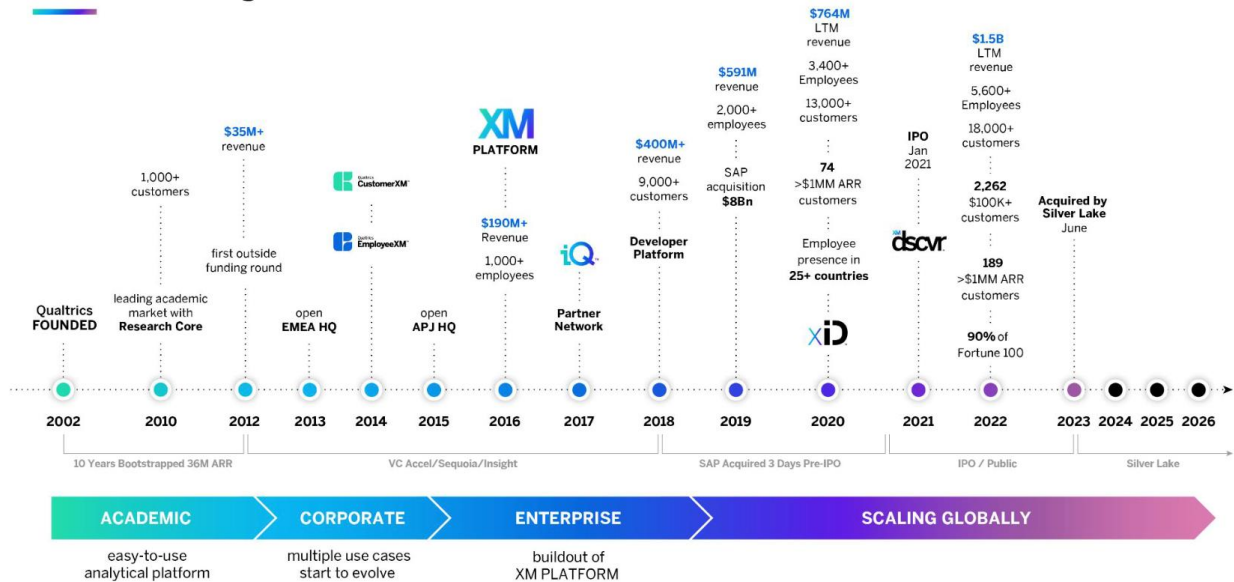 Qualtrics
FOUNDED
2002
1,000+
customers
leading academic
market with
Research Core
2010
$35M+
revenue
first outside
funding round
2012
open
EMEA HQ
2013
Qualtrics
CustomerXM™
Qualtrics
EmployeeXM™
2014
open
APJ HQ
2015
XM
PLATFORM
$190M+
Revenue
1,000+
employees
2016
iQ™
Partner
Network
2017
$400M+
revenue
9,000+
customers
Developer
Platform
2018
$591M
revenue
2,000+
employees
SAP
acquisition
$8Bn
2019
$764M
LTM
revenue
3,400+
Employees
13,000+
customers
74
>$1MM ARR
customers
Employee
presence in
25+ countries
xiD
2020
IPO
Jan
2021
XM
dscvr
2021
$1.5B
LTM
revenue
5,600+
Employees
18,000+
customers
2,262
$100K+
customers
189
>$1MM ARR
customers
90% of
Fortune 100
2022
Acquired by
Silver Lake
June
2023
2024
2025
2026
10 Years Bootstrapped 36M ARR
VC Accel/Sequoia/Insight
SAP Acquired 3 Days Pre-IPO
IPO / Public
Silver Lake
ACADEMIC
easy-to-use
analytical platform
CORPORATE
multiple use cases
start to evolve
ENTERPRISE
buildout of
XM PLATFORM
SCALING GLOBALLY